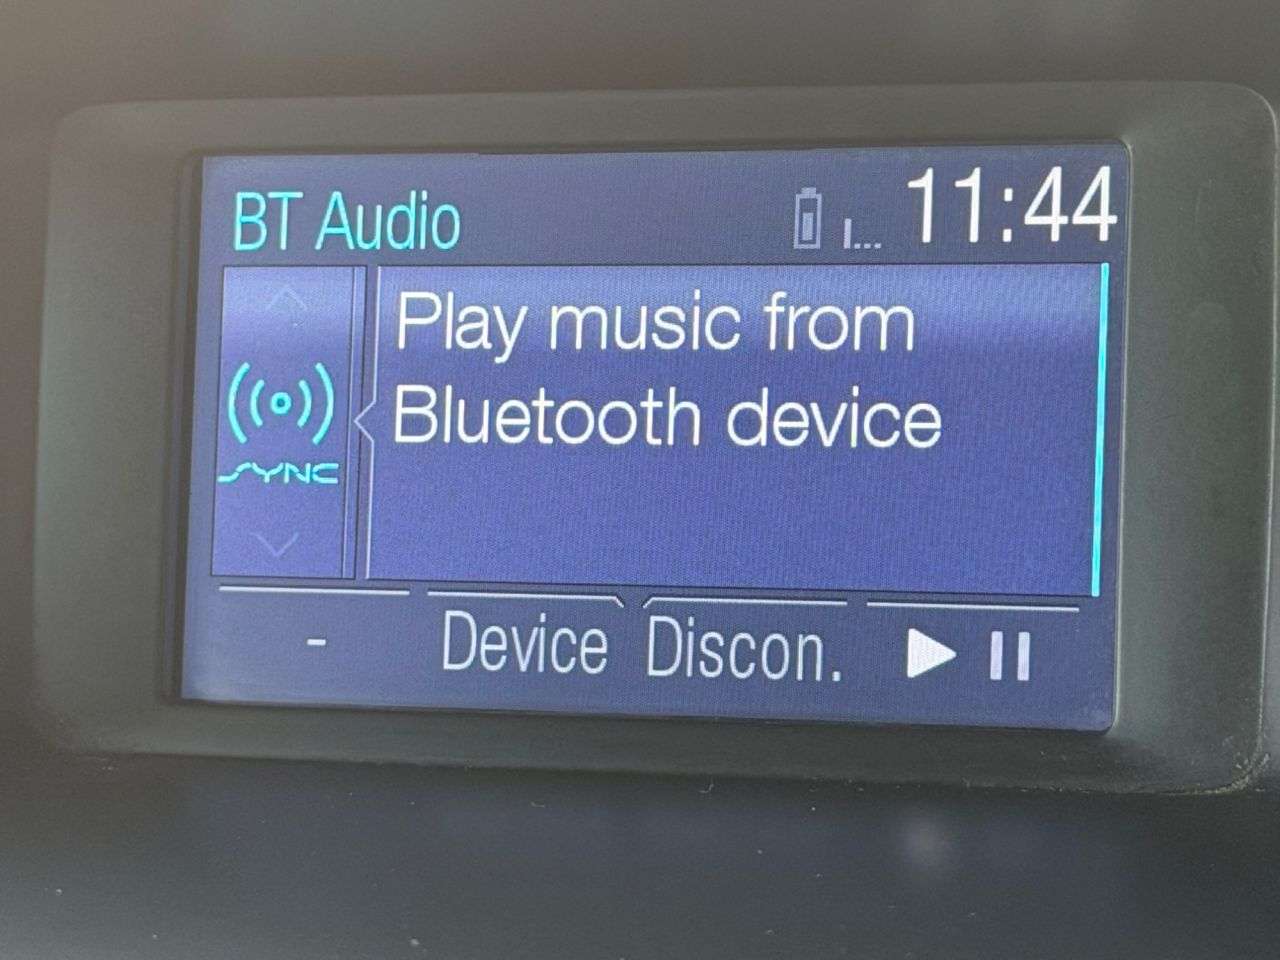 BT Audio
11:44
Play music from
Bluetooth device
SYNC
-
Device
Discon.